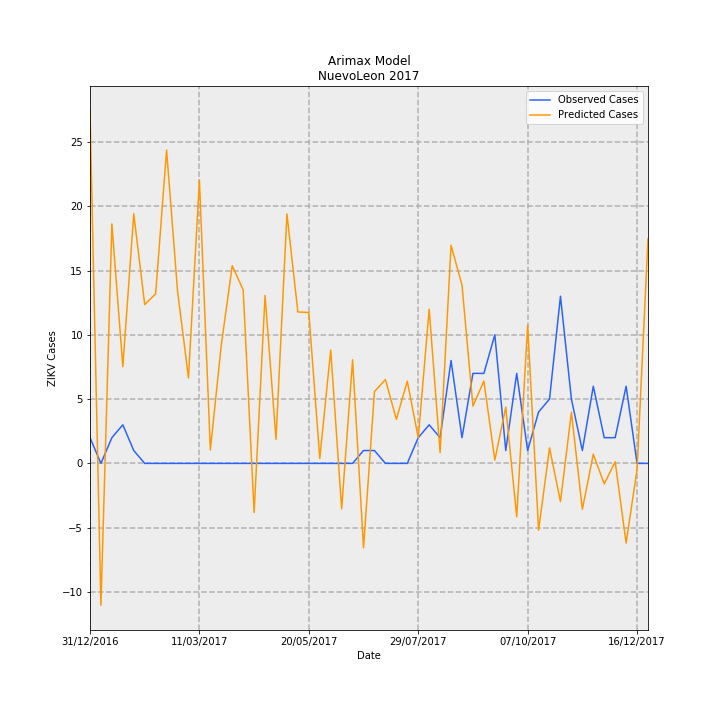 Arimax Model
NuevoLeon 2017
Observed Cases
Predicted Cases
ZIKV Cases
25
20
15
10
5
0
−5
−10
31/12/2016
11/03/2017
20/05/2017
29/07/2017
07/10/2017
16/12/2017
Date